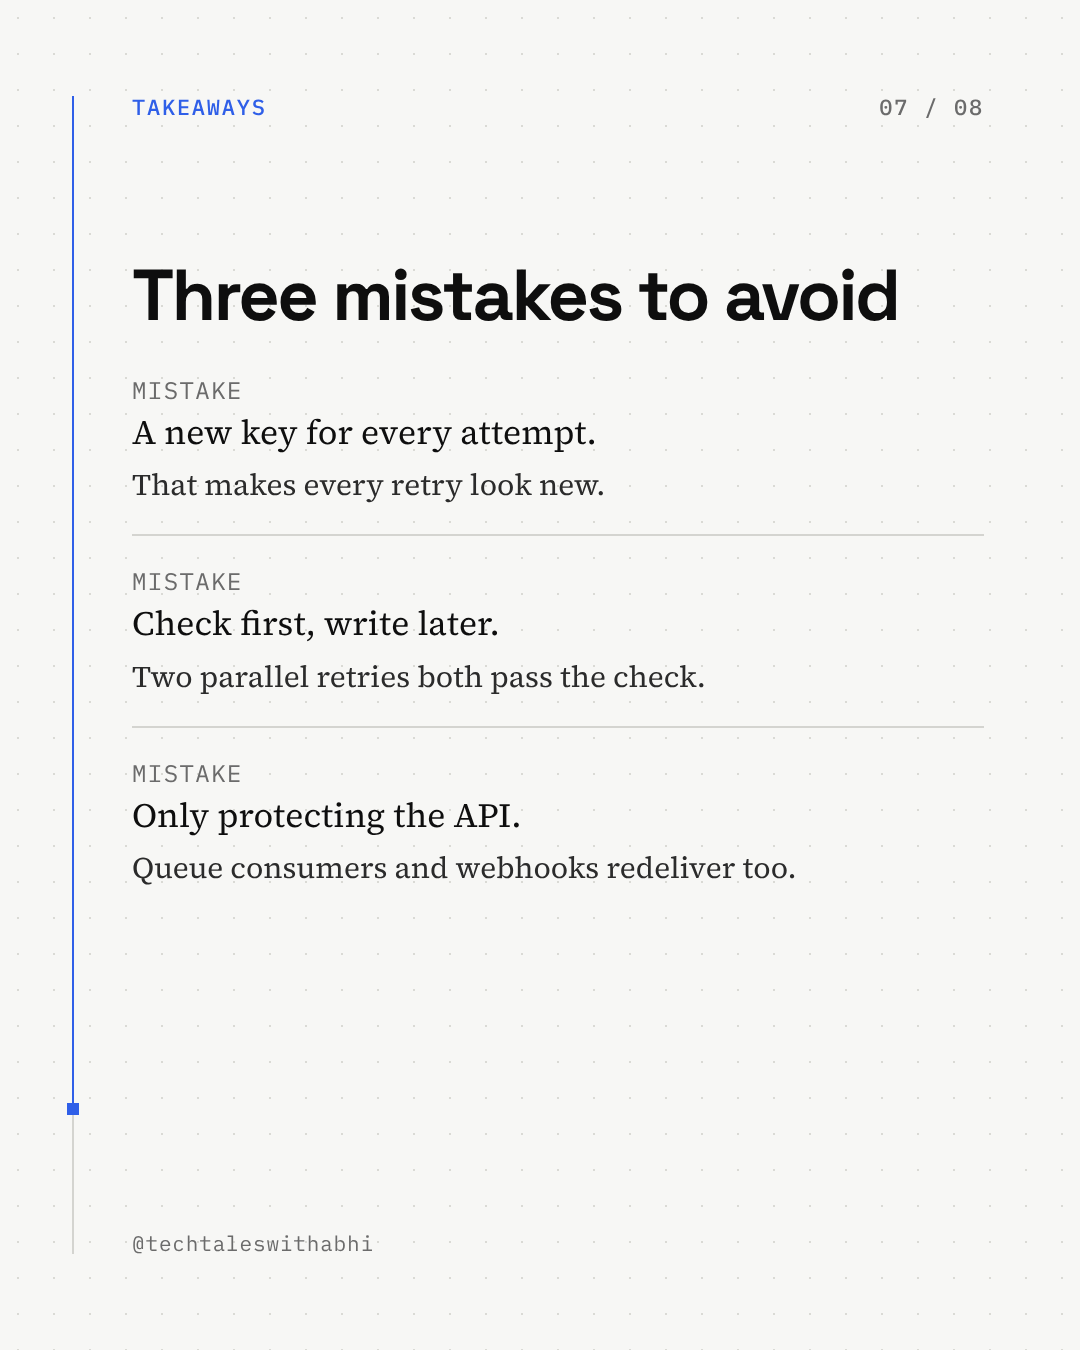 TAKEAWAYS
07 / 08
Three mistakes to avoid
MISTAKE
A new key for every attempt.
That makes every retry look new.
MISTAKE
Check first, write later.
Two parallel retries both pass the check.
MISTAKE
Only protecting the API.
Queue consumers and webhooks redeliver too.
@techtaleswithabhi